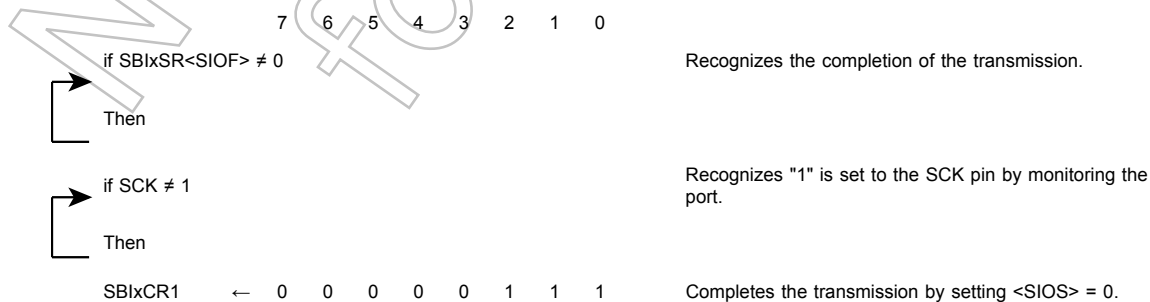 7 6 5 4 3 2 1 0
if SBIxSR<SIOF> ≠ 0 Recognizes the completion of the transmission.
Then
if SCK ≠ 1 Recognizes "1" is set to the SCK pin by monitoring the
port.
Then
SBIxCR1 ← 0 0 0 0 0 1 1 1 Completes the transmission by setting <SIOS> = 0.